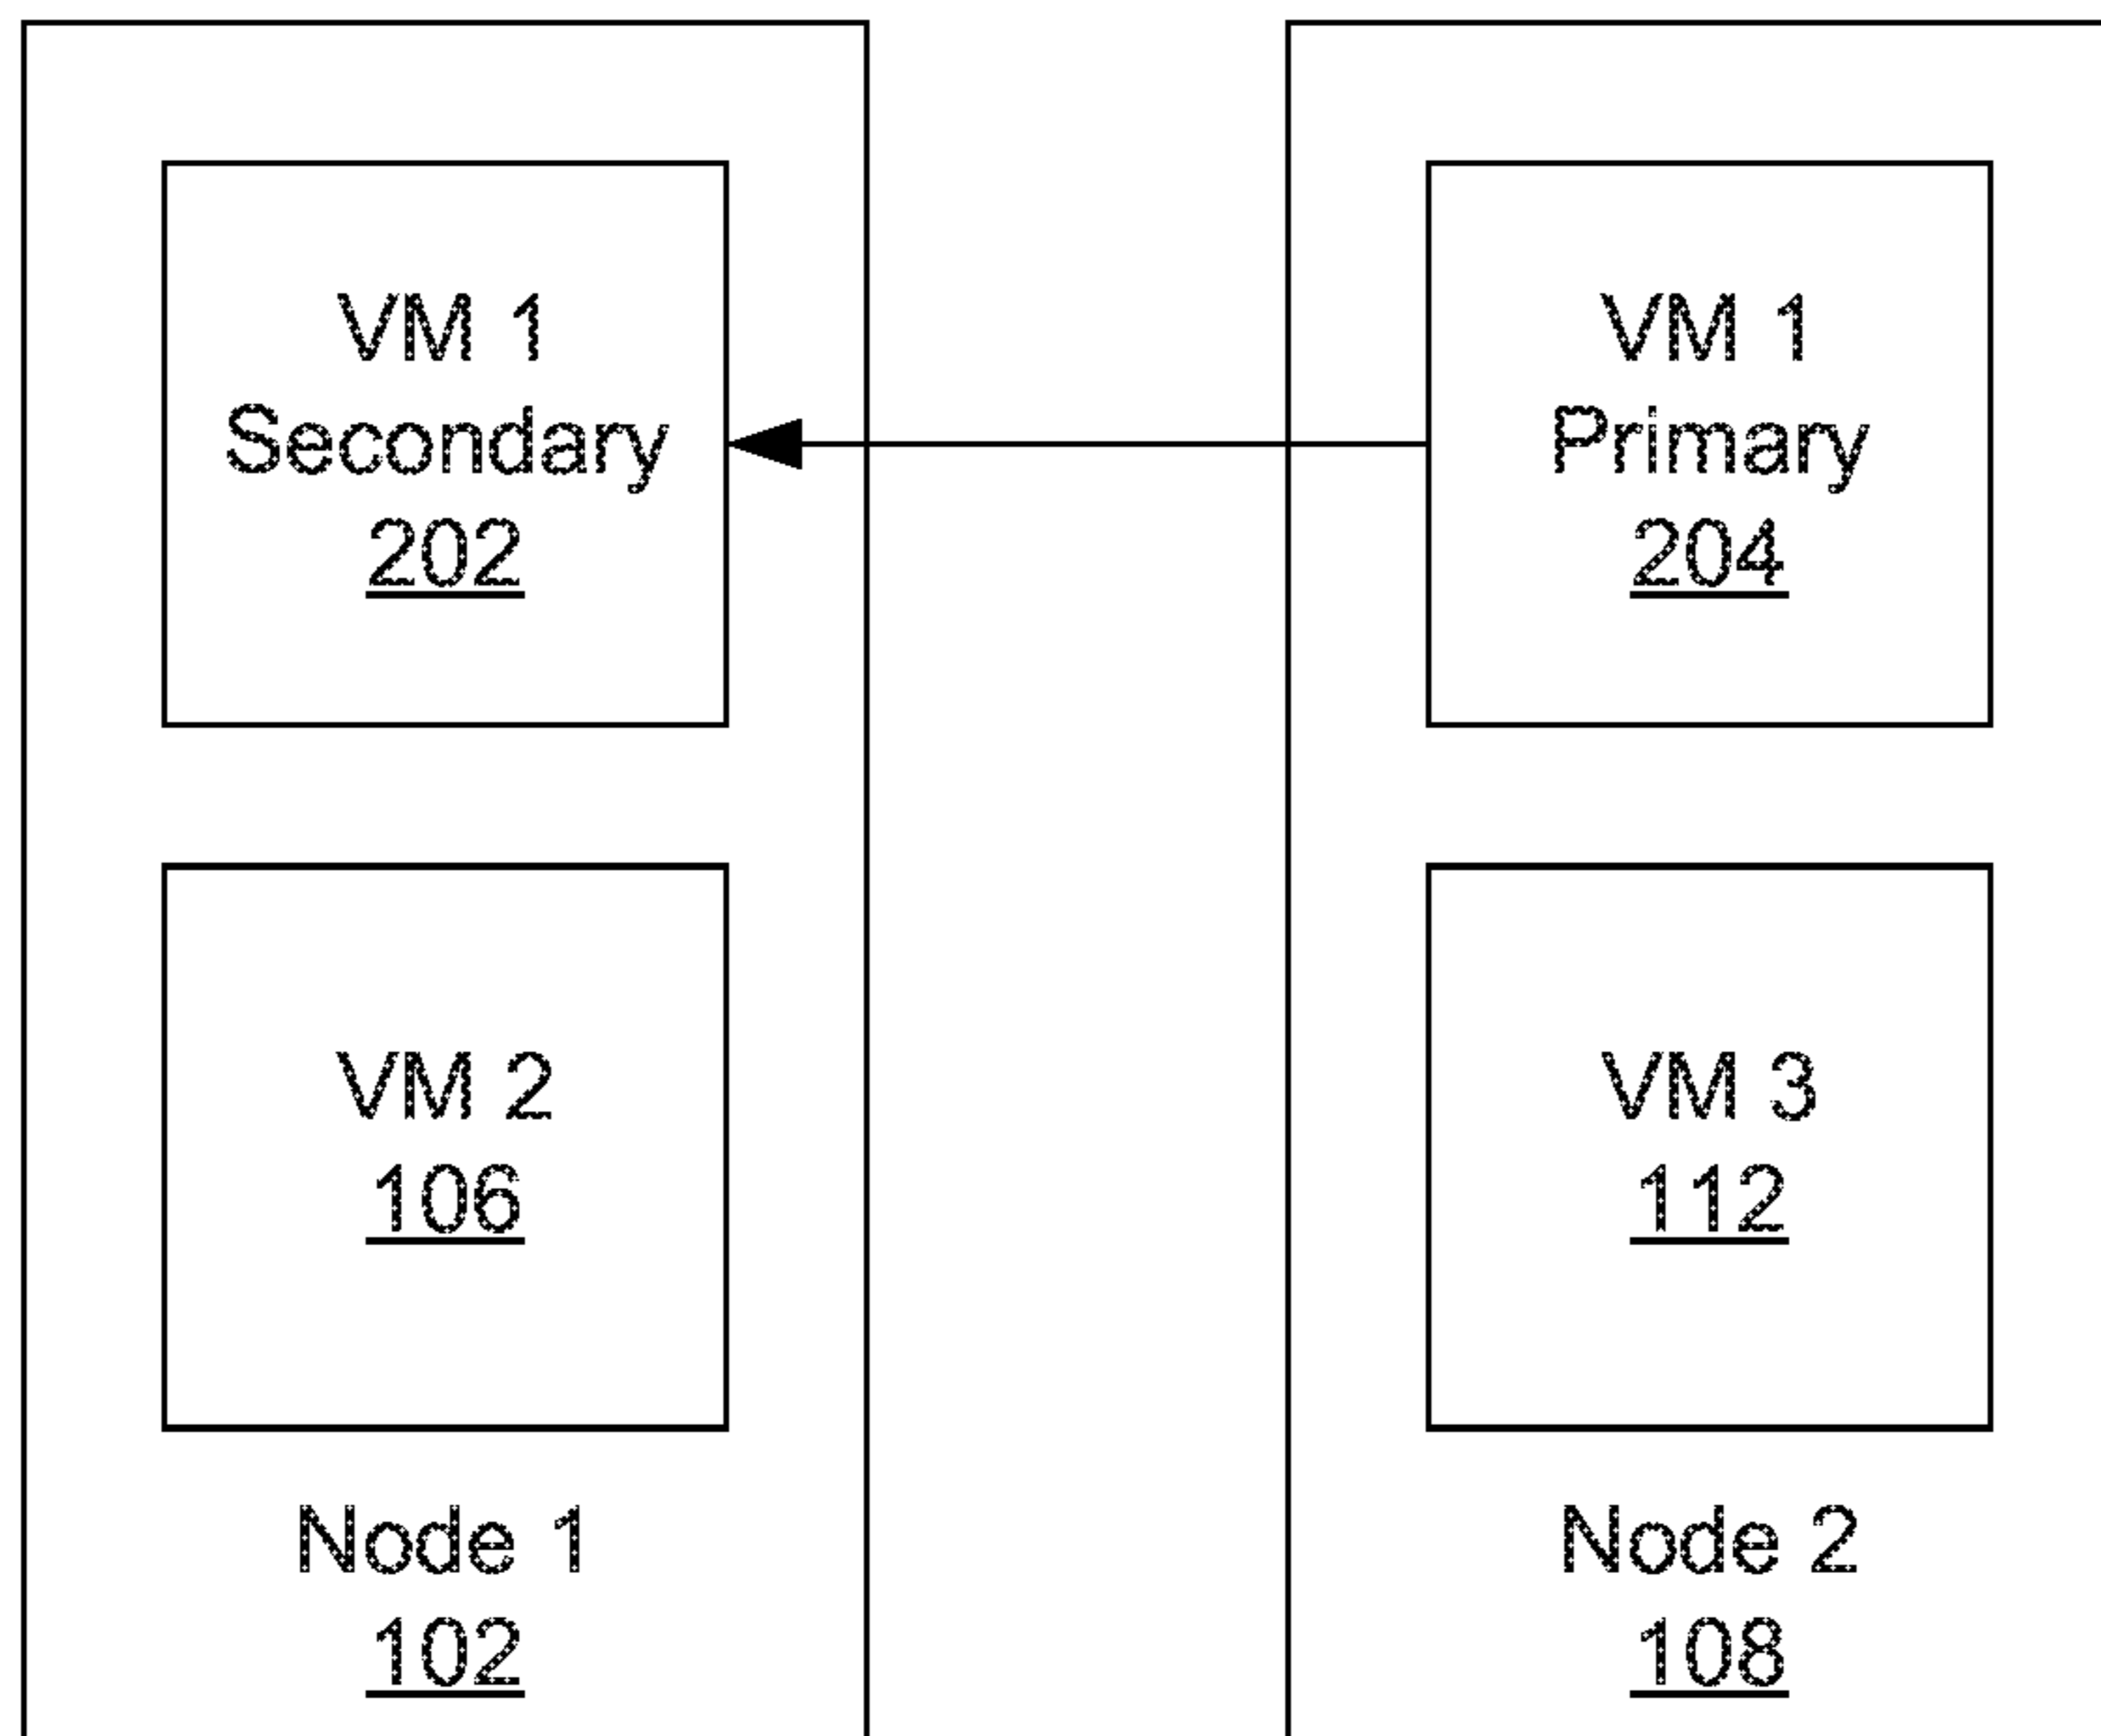 VM 1
Secondary
202
VM 1
Primary
204
VM 2
106
VM 3
112
Node 1
102
Node 2
108